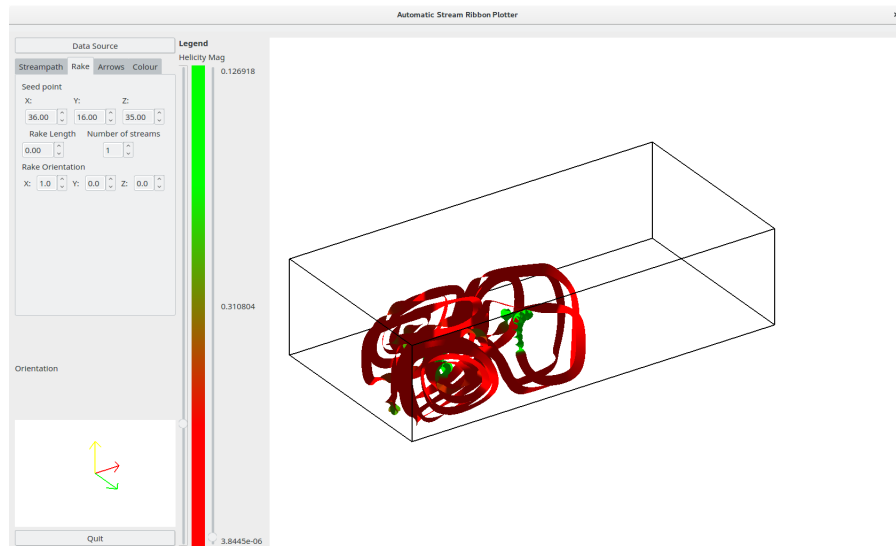 Automatic Stream Ribbon Plotter
x
Data Source
Streampath Rake Arrows Colour
Seed point
X: Y: Z:
36.00 16.00 35.00
Rake Length Number of streams
0.00 1
Rake Orientation
X: 1.0 Y: 0.0 Z: 0.0
Orientation
Quit
Legend
Helicity Mag
0.126918
0.310804
3.8445e-06